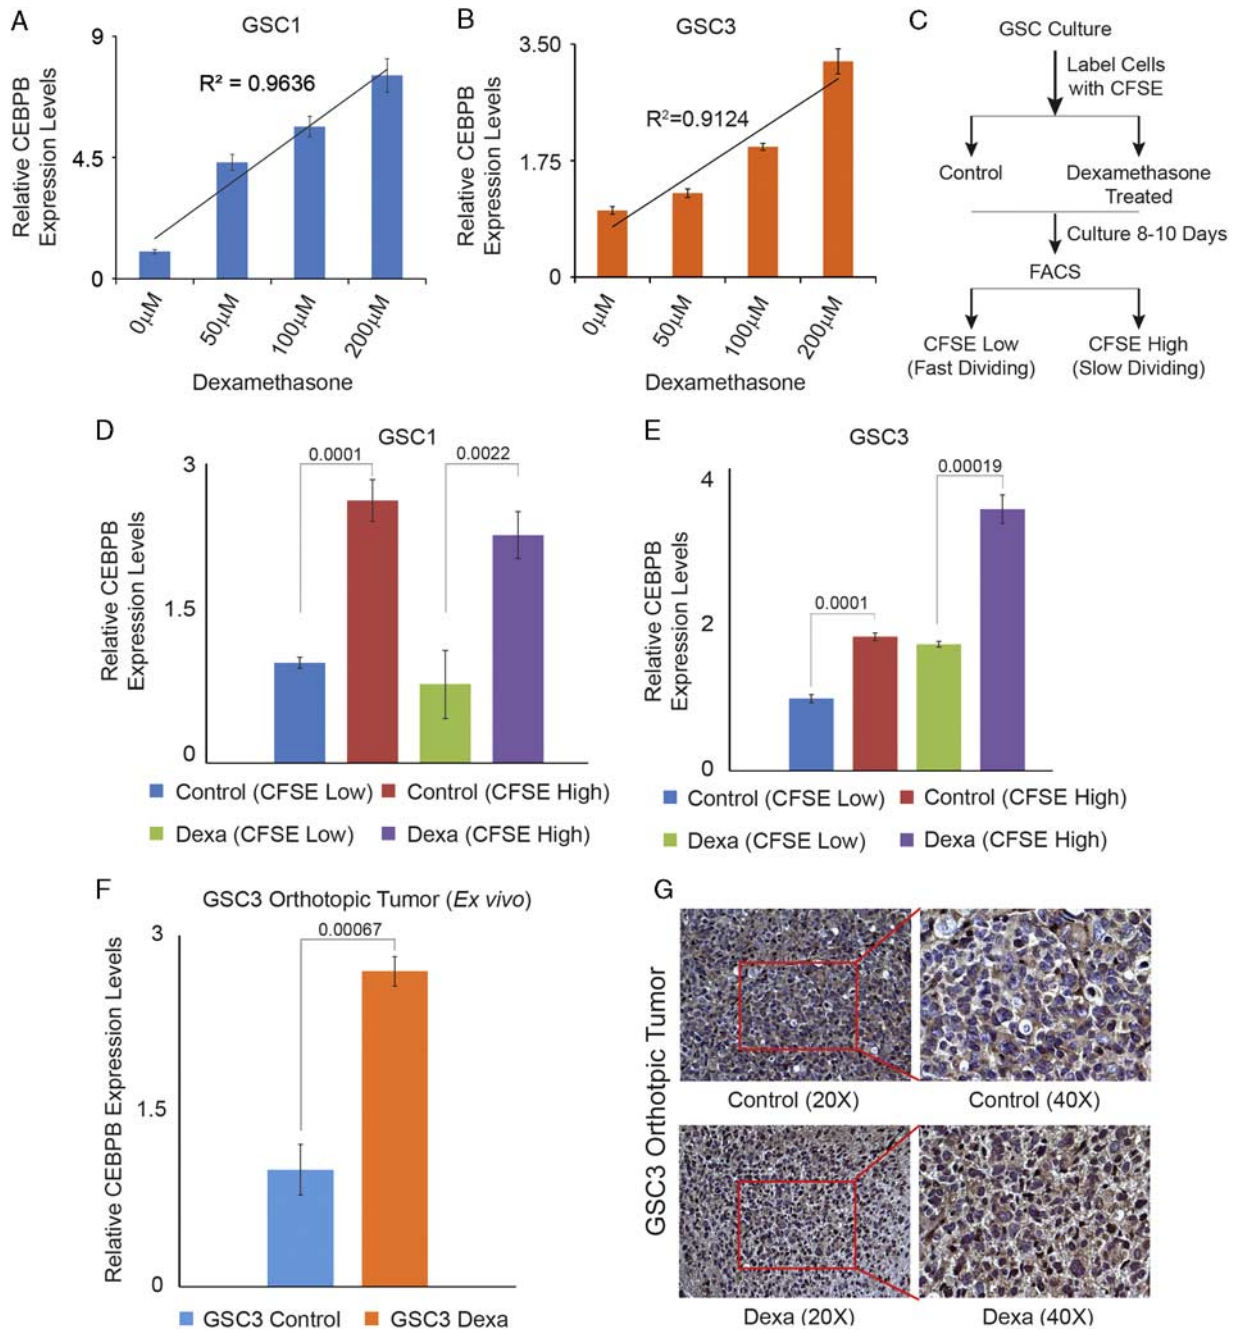 A
GSC1
9
4.5
0
Relative CEBPB
Expression Levels
R² = 0.9636
0µM
50µM
100µM
200µM
Dexamethasone
B
GSC3
3.50
1.75
0
Relative CEBPB
Expression Levels
R²=0.9124
0µM
50µM
100µM
200µM
Dexamethasone
C
GSC Culture
Label Cells
with CFSE
Control
Dexamethasone
Treated
Culture 8-10 Days
FACS
CFSE Low
(Fast Dividing)
CFSE High
(Slow Dividing)
D
GSC1
3
1.5
0
Relative CEBPB
Expression Levels
0.0001
0.0022
Control (CFSE Low)
Control (CFSE High)
Dexa (CFSE Low)
Dexa (CFSE High)
E
GSC3
4
2
0
Relative CEBPB
Expression Levels
0.0001
0.00019
Control (CFSE Low)
Control (CFSE High)
Dexa (CFSE Low)
Dexa (CFSE High)
F
GSC3 Orthotopic Tumor (Ex vivo)
3
1.5
0
Relative CEBPB Expression Levels
0.00067
GSC3 Control
GSC3 Dexa
G
GSC3 Orthotpic Tumor
Control (20X)
Control (40X)
Dexa (20X)
Dexa (40X)